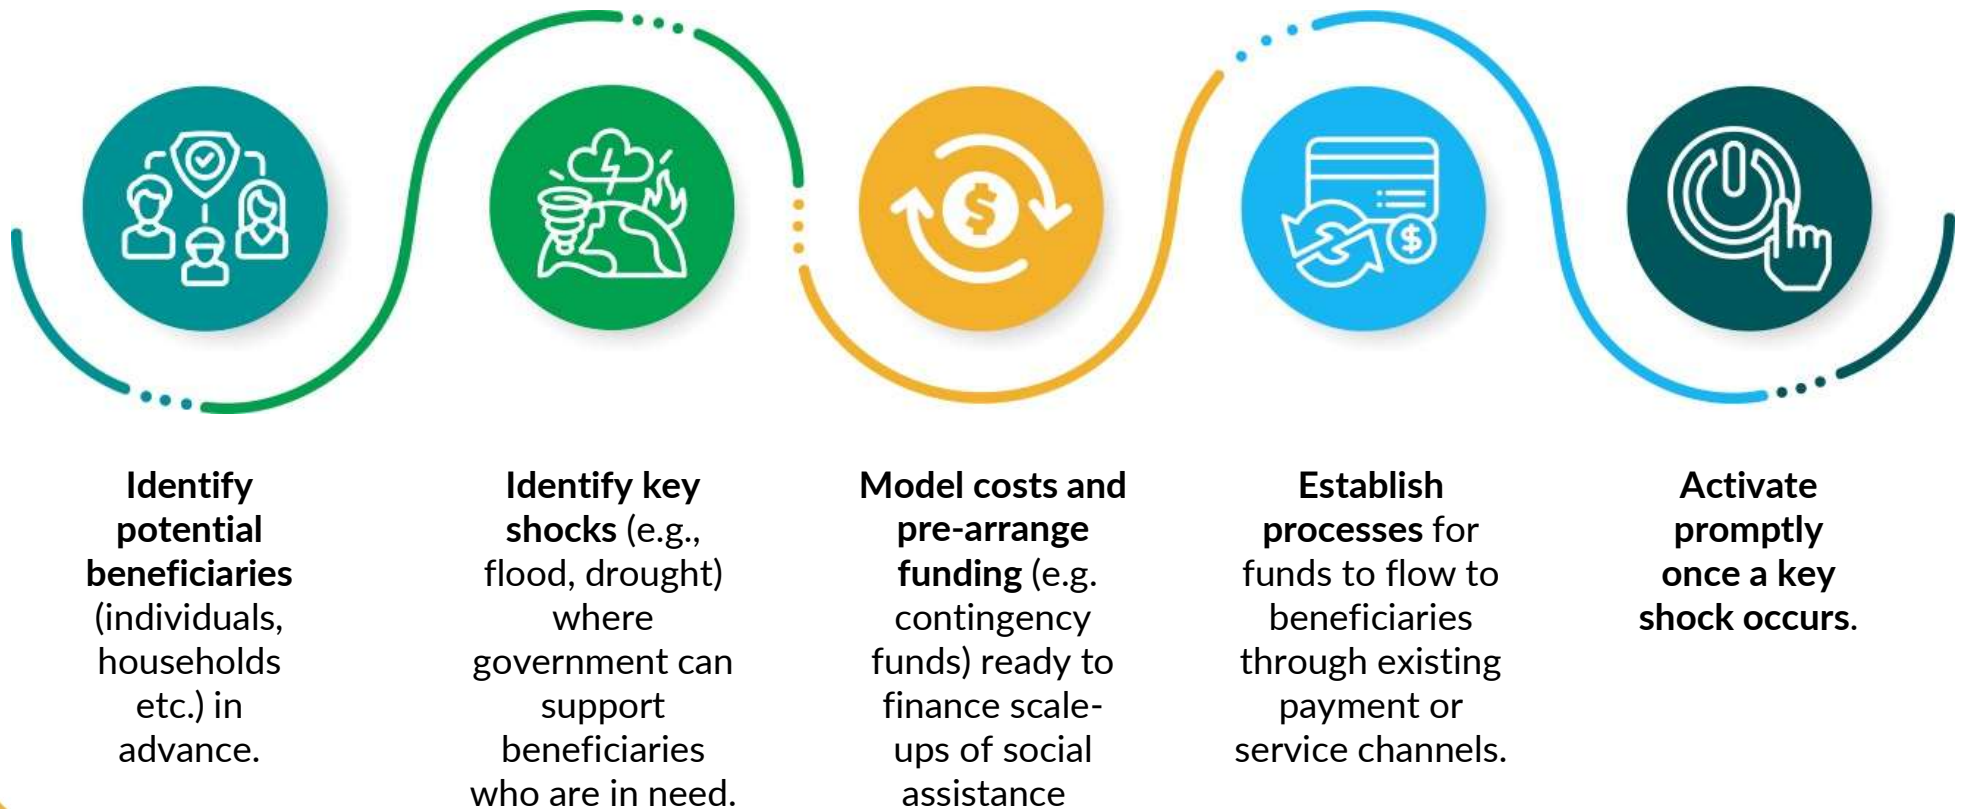 Identify
potential
beneficiaries
(individuals,
households
etc.) in
advance.
Identify key
shocks (e.g.,
flood, drought)
where
government can
support
beneficiaries
who are in need.
Model costs and
pre-arrange
funding (e.g.
contingency
funds) ready to
finance scale-
ups of social
assistance
Establish
processes for
funds to flow to
beneficiaries
through existing
payment or
service channels.
Activate
promptly
once a key
shock occurs.